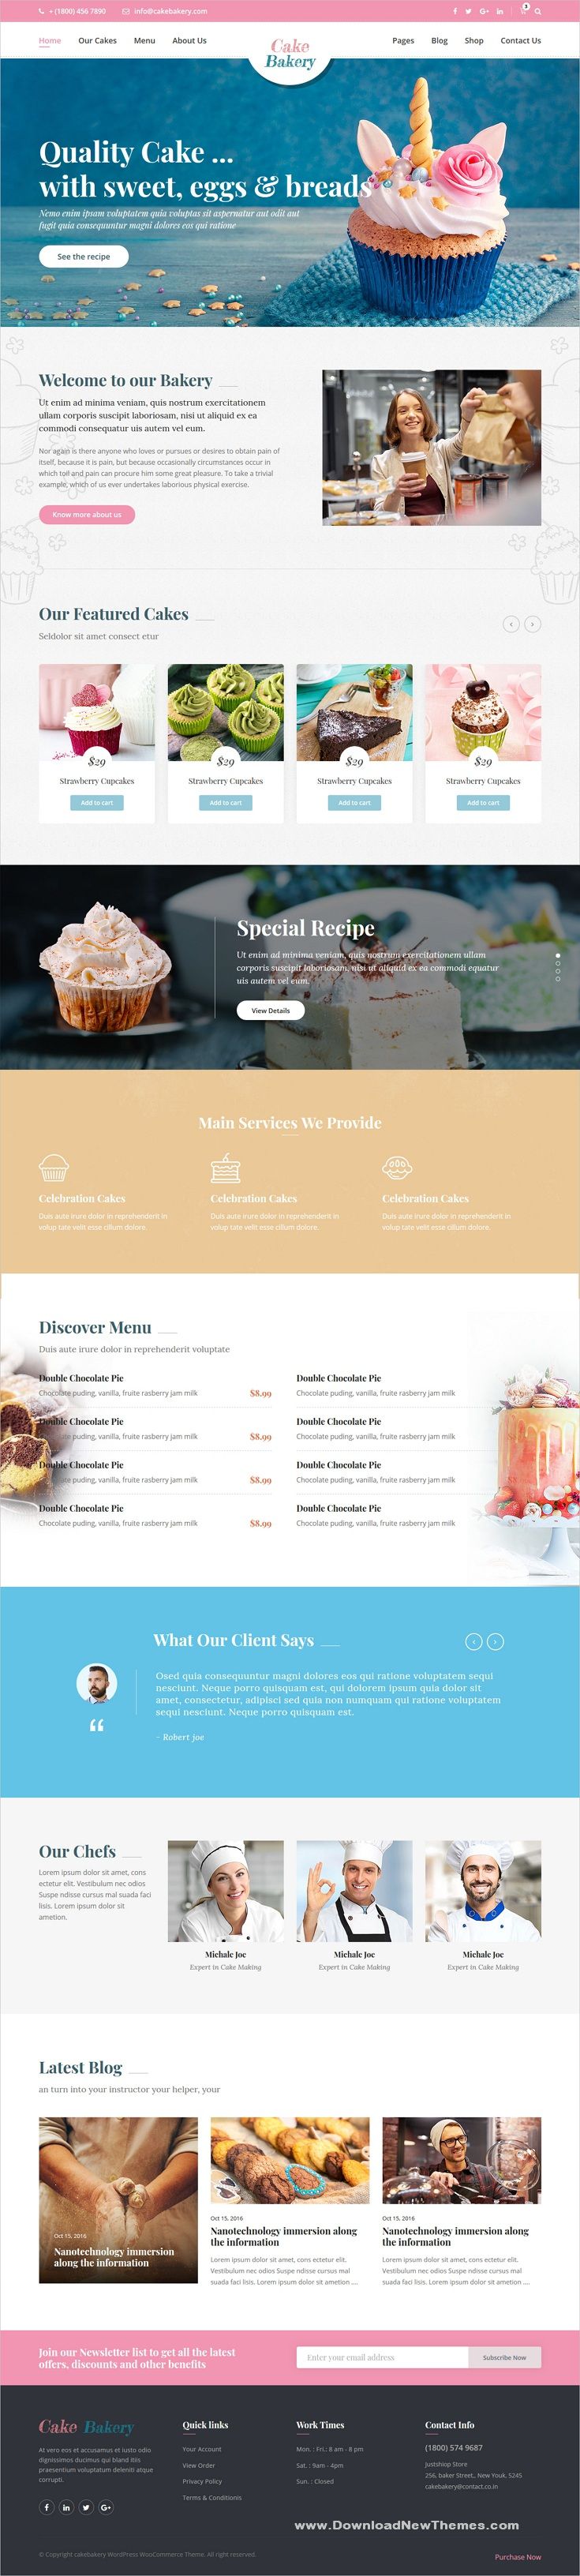 + (1800) 456 7890
info@cakebakery.com
3
Home
Our Cakes
Menu
About Us
Cake
Bakery
Pages
Blog
Shop
Contact Us
Quality Cake ...
with sweet, eggs & breads
Nemo enim ipsam voluptatem quia voluptas sit aspernatur aut odit aut
fugit quia consequuntur magni dolores eos qui ratione
See the recipe
Welcome to our Bakery
Ut enim ad minima veniam, quis nostrum exercitationem
ullam corporis suscipit laboriosam, nisi ut aliquid ex ea
commodi consequatur uis autem vel eum.
Nor again is there anyone who loves or pursues or desires to obtain pain of
itself, because it is pain, but because occasionally circumstances occur in
which toil and pain can procure him some great pleasure. To take a trivial
example, which of us ever undertakes laborious physical exercise.
Know more about us
Our Featured Cakes
Seldolor sit amet consect etur
$29
$29
$29
$29
Strawberry Cupcakes
Strawberry Cupcakes
Strawberry Cupcakes
Strawberry Cupcakes
Add to cart
Add to cart
Add to cart
Add to cart
Special Recipe
Ut enim ad minima veniam, quis nostrum exercitationem ullam
corporis suscipit laboriosam, nisi ut aliquid ex ea commodi equatur
uis autem vel eum.
View Details
Main Services We Provide
Celebration Cakes
Duis aute irure dolor in reprehenderit in
volup tate velit esse cillum dolore.
Celebration Cakes
Duis aute irure dolor in reprehenderit in
volup tate velit esse cillum dolore.
Celebration Cakes
Duis aute irure dolor in reprehenderit in
volup tate velit esse cillum dolore.
Discover Menu
Duis aute irure dolor in reprehenderit voluptate
Double Chocolate Pie
Chocolate puding, vanilla, fruite rasberry jam milk
$8.99
Double Chocolate Pie
puding, vanilla, fruite rasberry jam milk
$8.99
Double Chocolate Pie
puding, vanilla, fruite rasberry jam milk
$8.99
Double Chocolate Pie
Chocolate puding, vanilla, fruite rasberry jam milk
$8.99
Double Chocolate Pie
Chocolate puding, vanilla, fruite rasberry jam milk
Double Chocolate Pie
Chocolate puding, vanilla, fruite rasberry jam milk
Double Chocolate Pie
Chocolate puding, vanilla, fruite rasberry jam milk
Double Chocolate Pie
Chocolate puding, vanilla, fruite rasberry jam milk
What Our Client Says
Osed quia consequuntur magni dolores eos qui ratione voluptatem sequi
nesciunt. Neque porro quisquam est, qui dolorem ipsum quia dolor sit
amet, consectetur, adipisci sed quia non numquam qui ratione voluptatem
sequi nesciunt. Neque porro quisquam est.
- Robert joe
Our Chefs
Lorem ipsum dolor sit amet, cons
ectetur elit. Vestibulum nec odios
Suspe ndisse cursus mal suada faci
lisis. Lorem ipsum dolor sit
ametion.
Michale Joe
Expert in Cake Making
Michale Joe
Expert in Cake Making
Michale Joe
Expert in Cake Making
Latest Blog
an turn into your instructor your helper, your
Oct 15, 2016
Nanotechnology immersion
along the information
Oct 15, 2016
Nanotechnology immersion along
the information
Lorem ipsum dolor sit amet, cons ectetur elit.
Vestibulum nec odios Suspe ndisse cursus mal
suada faci lisis. Lorem ipsum dolor sit ametion ....
Oct 15, 2016
Nanotechnology immersion along
the information
Lorem ipsum dolor sit amet, cons ectetur elit.
Vestibulum nec odios Suspe ndisse cursus mal
suada faci lisis. Lorem ipsum dolor sit ametion ....
Join our Newsletter list to get all the latest
offers, discounts and other benefits
Enter your email address
Subscribe Now
Cake Bakery
At vero eos et accusamus et iusto odio
dignissimos ducimus qui bland itiis
praesentium voluptatum deleniti atque
corrupti.
Quick links
Your Account
View Order
Privacy Policy
Terms & Conditionis
Work Times
Mon. : Fri.: 8 am - 8 pm
Sat. : 9am - 4pm
Sun. : Closed
Contact Info
(1800) 574 9687
Justshiop Store
256, baker Street,, New Youk, 5245
cakebakery@contact.co.in
www.DownloadNewThemes.com
© Copyright cakebakery WordPress WooCommerce Theme. All right reserved.
Purchase Now